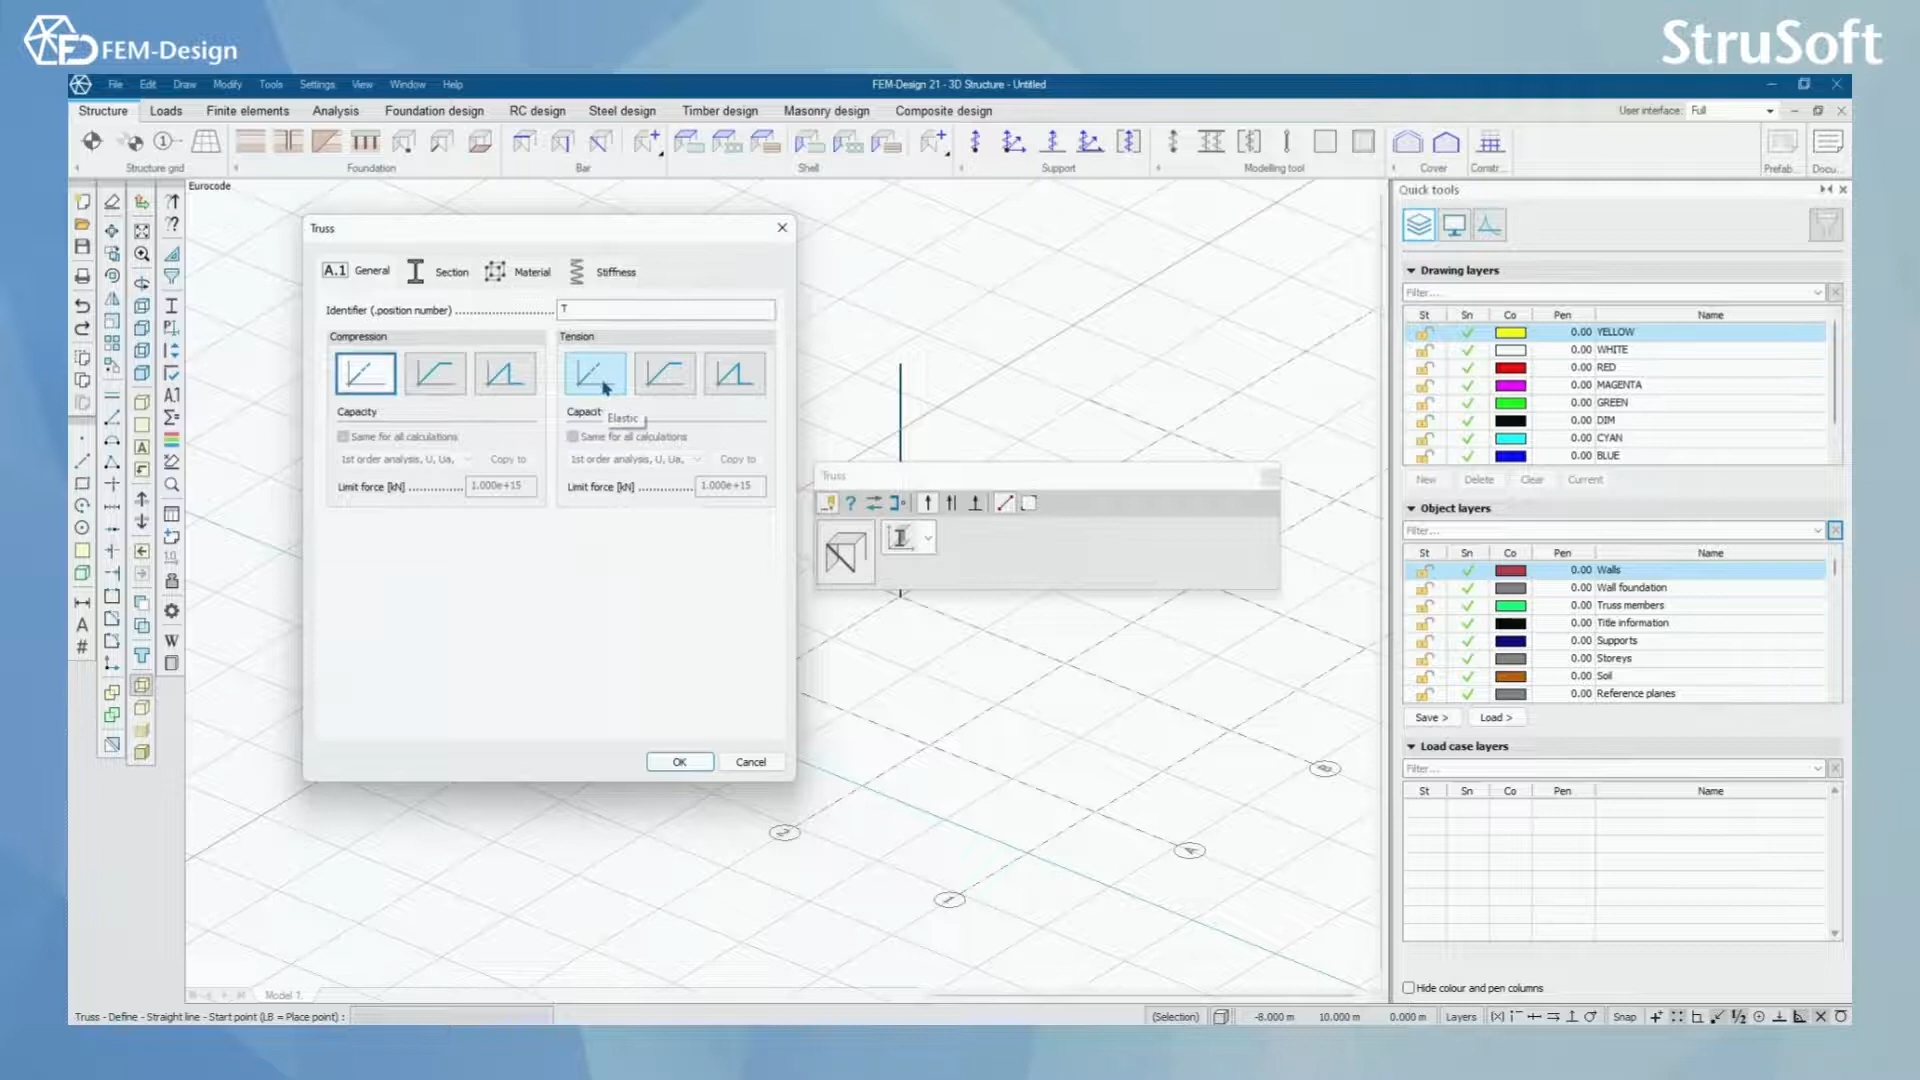 FEM-Design
StruSoft
File Edit Draw Modify Tools Settings View Window Help
FEM-Design 21 - 3D Structure - Untitled
Structure Loads Finite elements Analysis Foundation design RC design Steel design Timber design Masonry design Composite design
User interface: Full
Structure grid Foundation Bar Shell Support Modelling tool Cover Constr... Prefab... Docu...
Eurocode
Quick tools
Truss
A.1 General Section Material Stiffness
Identifier (.position number) T
Compression Tension
Capacity Capacit
Elastic
Same for all calculations Same for all calculations
1st order analysis, U, Ua, Copy to 1st order analysis, U, Ua, Copy to
Limit force [kN] 1.000e+15 Limit force [kN] 1.000e+15
OK Cancel
Truss
2
1
A
B
Drawing layers
Filter...
St Sn Co Pen Name
0.00 YELLOW
0.00 WHITE
0.00 RED
0.00 MAGENTA
0.00 GREEN
0.00 DIM
0.00 CYAN
0.00 BLUE
New Delete Clear Current
Object layers
Filter...
St Sn Co Pen Name
0.00 Walls
0.00 Wall foundation
0.00 Truss members
0.00 Title information
0.00 Supports
0.00 Storeys
0.00 Soil
0.00 Reference planes
Save > Load >
Load case layers
Filter...
St Sn Co Pen Name
Hide colour and pen columns
Model 1.
Truss - Define - Straight line - Start point (LB = Place point) :
(Selection) -8.000 m 10.000 m 0.000 m Layers Snap